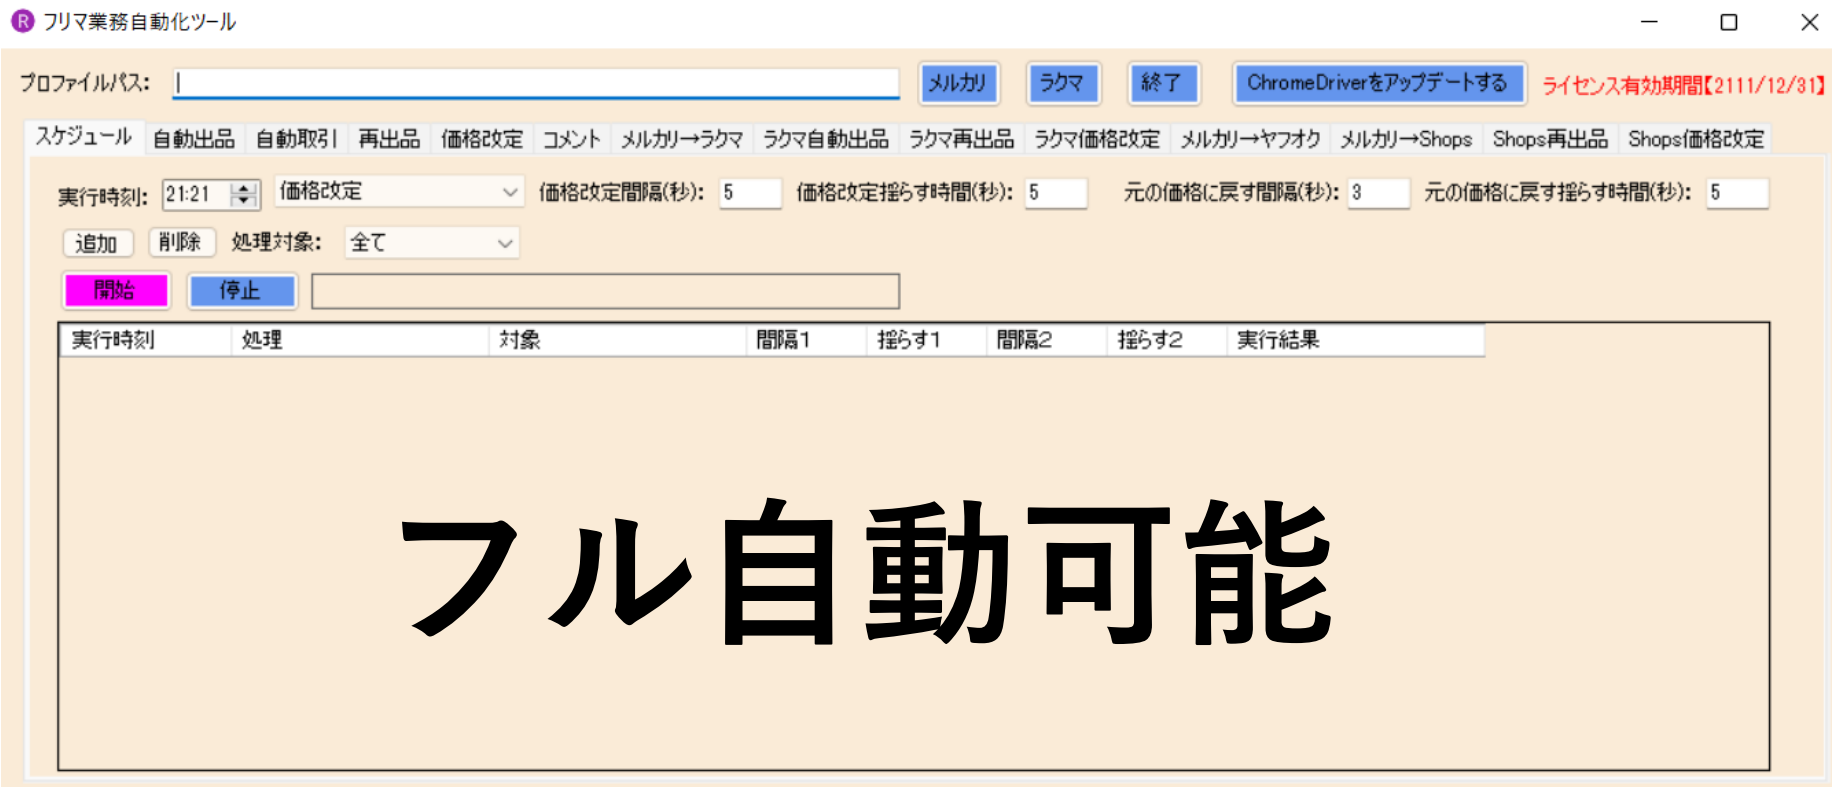 R フリマ業務自動化ツール
プロファイルパス: メルカリ ラクマ 終了 ChromeDriverをアップデートする ライセンス有効期間【2111/12/31】
スケジュール 自動出品 自動取引 再出品 価格改定 コメント メルカリ→ラクマ ラクマ自動出品 ラクマ再出品 ラクマ価格改定 メルカリ→ヤフオク メルカリ→Shops Shops再出品 Shops価格改定
実行時刻: 21:21 価格改定 価格改定間隔(秒): 5 価格改定揺らす時間(秒): 5 元の価格に戻す間隔(秒): 3 元の価格に戻す揺らす時間(秒): 5
追加 削除 処理対象: 全て
開始 停止
実行時刻 処理 対象 間隔1 揺らす1 間隔2 揺らす2 実行結果
フル自動可能